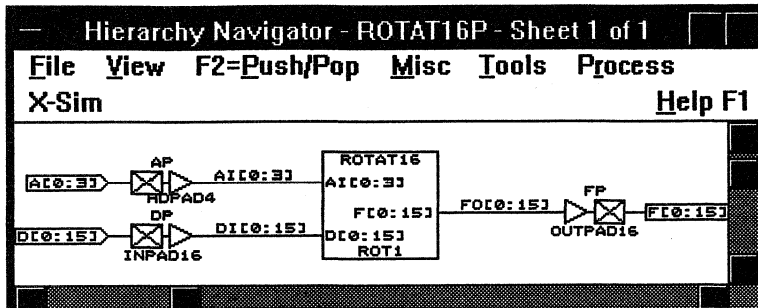 Hierarchy Navigator - ROTAT16P - Sheet 1 of 1
File View F2=Push/Pop Misc Tools Process
X-Sim Help F1
AP ROTAT16
A[0:3] AI[0:3] AI[0:3]
HDPAD4
DP F[0:15] FO[0:15] FP F[0:15]
D[0:15] DI[0:15] D[0:15] OUTPAD16
INPAD16 ROT1